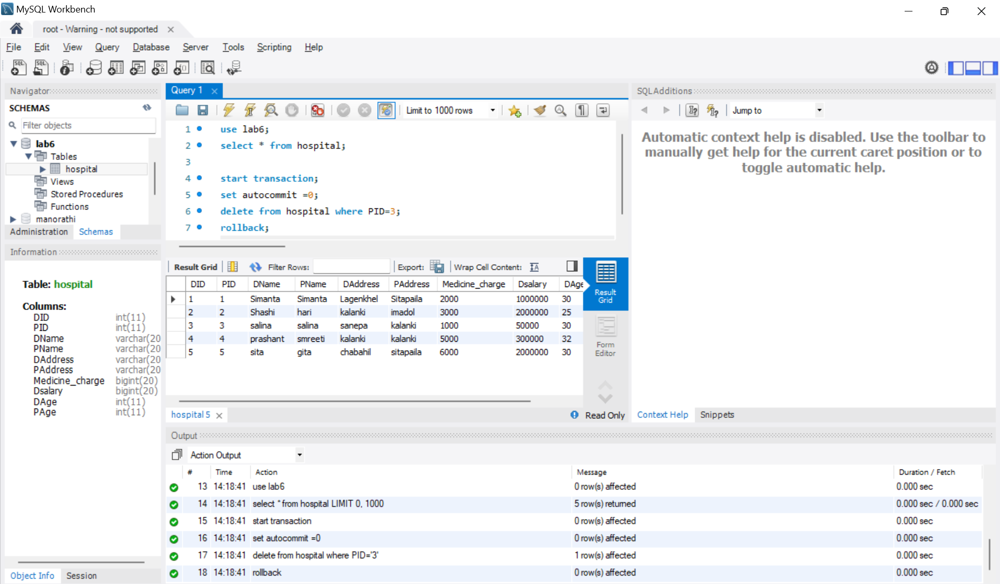 MySQL Workbench
root - Warning - not supported
File Edit View Query Database Server Tools Scripting Help
Navigator
SCHEMAS
Filter objects
lab6
Tables
hospital
Views
Stored Procedures
Functions
manorathi
Administration Schemas
Information
Table: hospital
Columns:
DID int(11)
PID int(11)
DName varchar(20
PName varchar(20
DAddress varchar(20
PAddress varchar(20
Medicine_charge bigint(20)
Dsalary bigint(20)
DAge int(11)
PAge int(11)
Object Info Session
Query 1
Limit to 1000 rows
1 use lab6;
2 select * from hospital;
3
4 start transaction;
5 set autocommit =0;
6 delete from hospital where PID=3;
7 rollback;
Result Grid Filter Rows: Export: Wrap Cell Content:
DID PID DName PName DAddress PAddress Medicine_charge Dsalary DAge
1 1 Simanta Simanta Lagenkhel Sitapaila 2000 1000000 30
2 2 Shashi hari kalanki imadol 3000 2000000 25
3 3 salina salina sanepa kalanki 1000 50000 30
4 4 prashant smreeti kalanki kalanki 5000 300000 32
5 5 sita gita chabahil sitapaila 6000 2000000 30
Result
Grid
Form
Editor
hospital 5 Read Only
SQLAdditions
Jump to
Automatic context help is disabled. Use the toolbar to
manually get help for the current caret position or to
toggle automatic help.
Context Help Snippets
Output
Action Output
# Time Action Message Duration / Fetch
13 14:18:41 use lab6 0 row(s) affected 0.000 sec
14 14:18:41 select * from hospital LIMIT 0, 1000 5 row(s) returned 0.000 sec / 0.000 sec
15 14:18:41 start transaction 0 row(s) affected 0.000 sec
16 14:18:41 set autocommit =0 0 row(s) affected 0.000 sec
17 14:18:41 delete from hospital where PID='3' 1 row(s) affected 0.000 sec
18 14:18:41 rollback 0 row(s) affected 0.000 sec